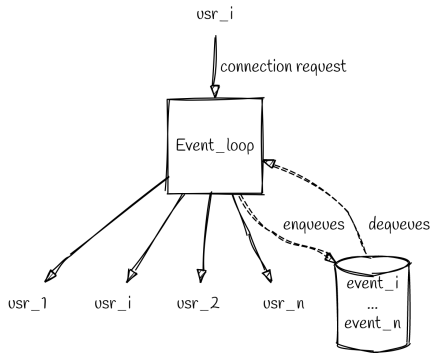 usr_i
connection request
Event_loop
enqueues
dequeues
usr_1
usr_i
usr_2
usr_n
event_i
...
event_n